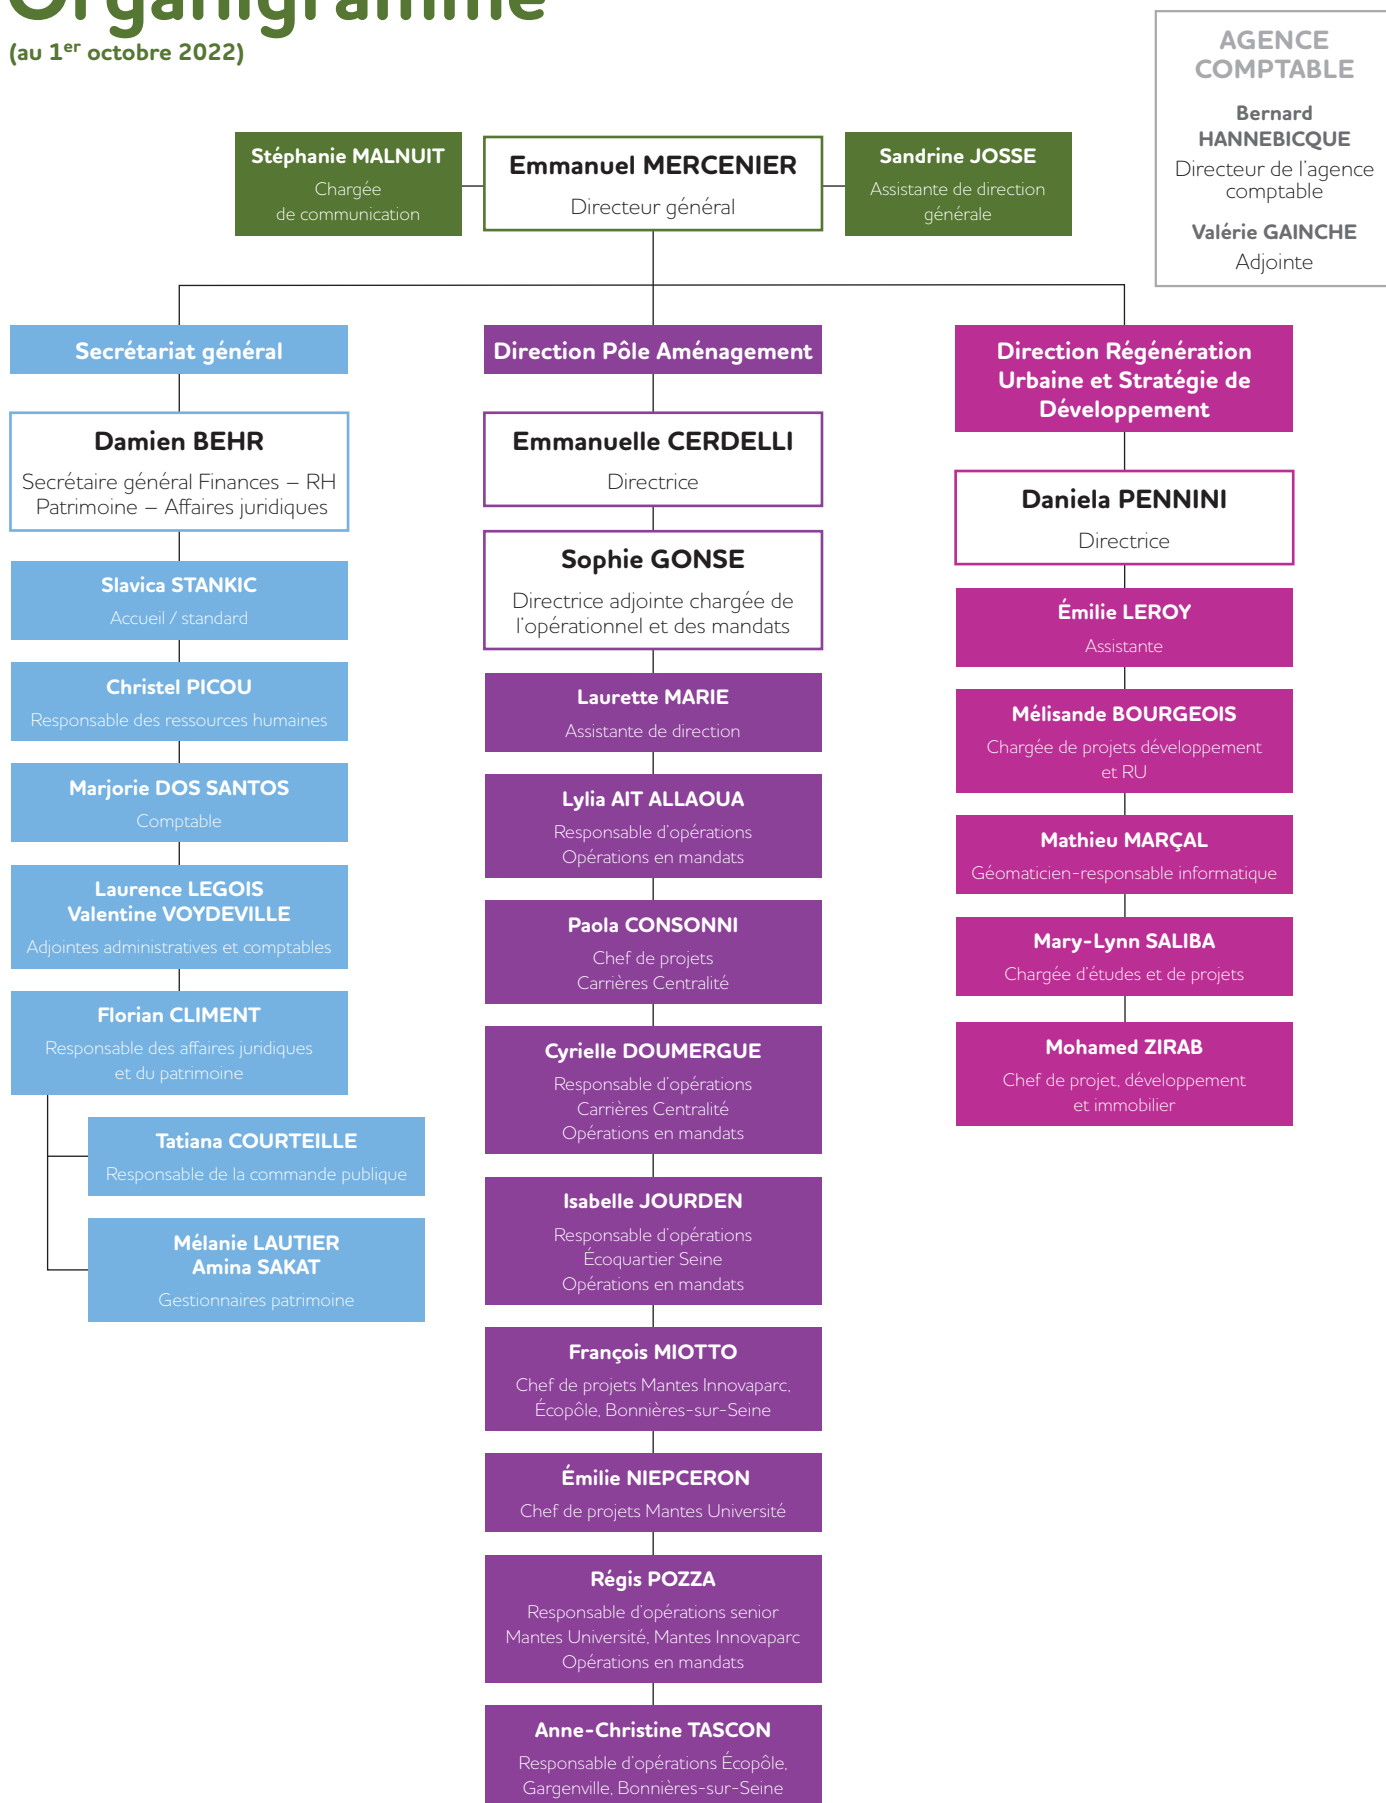 Organigramme
(au 1er octobre 2022)
AGENCE
COMPTABLE
Bernard
HANNEBICQUE
Directeur de l'agence
comptable
Valérie GAINCHE
Adjointe
Stéphanie MALNUIT
Chargée
de communication
Emmanuel MERCENIER
Directeur général
Sandrine JOSSE
Assistante de direction
générale
Secrétariat général
Damien BEHR
Secrétaire général Finances – RH
Patrimoine – Affaires juridiques
Slavica STANKIC
Accueil / standard
Christel PICOU
Responsable des ressources humaines
Marjorie DOS SANTOS
Comptable
Laurence LEGOIS
Valentine VOYDEVILLE
Adjointes administratives et comptables
Florian CLIMENT
Responsable des affaires juridiques
et du patrimoine
Tatiana COURTEILLE
Responsable de la commande publique
Mélanie LAUTIER
Amina SAKAT
Gestionnaires patrimoine
Direction Pôle Aménagement
Emmanuelle CERDELLI
Directrice
Sophie GONSE
Directrice adjointe chargée de
l'opérationnel et des mandats
Laurette MARIE
Assistante de direction
Lylia AIT ALLAOUA
Responsable d'opérations
Opérations en mandats
Paola CONSONNI
Chef de projets
Carrières Centralité
Cyrielle DOUMERGUE
Responsable d'opérations
Carrières Centralité
Opérations en mandats
Isabelle JOURDEN
Responsable d'opérations
Écoquartier Seine
Opérations en mandats
François MIOTTO
Chef de projets Mantes Innovaparc,
Écopôle, Bonnières-sur-Seine
Émilie NIEPCERON
Chef de projets Mantes Université
Régis POZZA
Responsable d'opérations senior
Mantes Université, Mantes Innovaparc
Opérations en mandats
Anne-Christine TASCON
Responsable d'opérations Écopôle,
Gargenville, Bonnières-sur-Seine
Direction Régénération
Urbaine et Stratégie de
Développement
Daniela PENNINI
Directrice
Émilie LEROY
Assistante
Mélisande BOURGEOIS
Chargée de projets développement
et RU
Mathieu MARÇAL
Géomaticien-responsable informatique
Mary-Lynn SALIBA
Chargée d'études et de projets
Mohamed ZIRAB
Chef de projet, développement
et immobilier